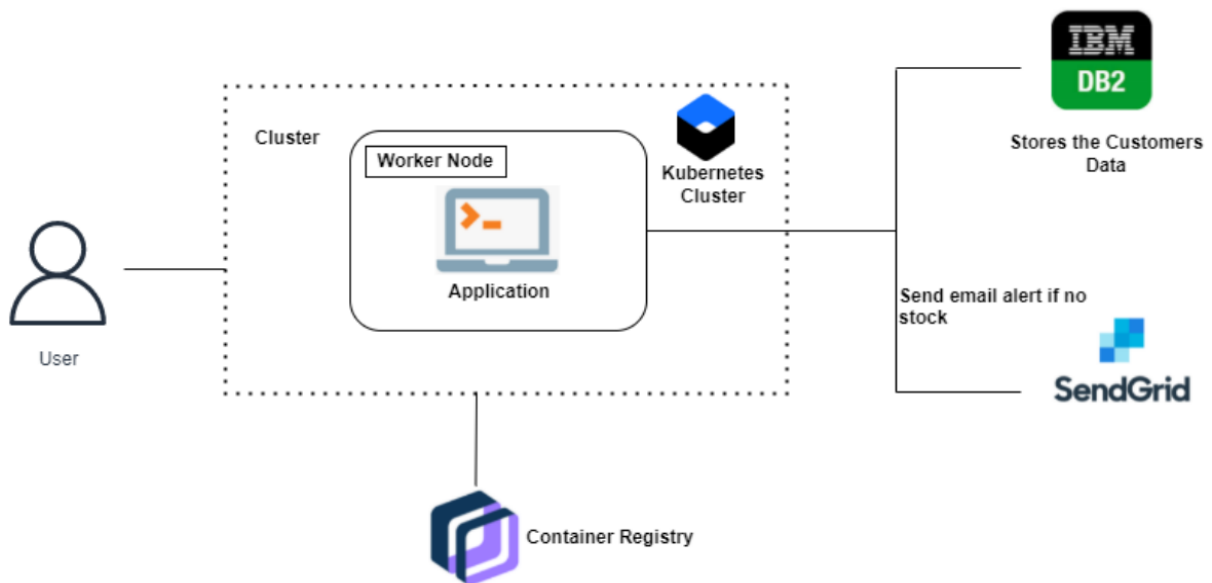 IBM
DB2
Stores the Customers
Data
Cluster
Worker Node
Kubernetes
Cluster
Application
User
Send email alert if no
stock
SendGrid
Container Registry